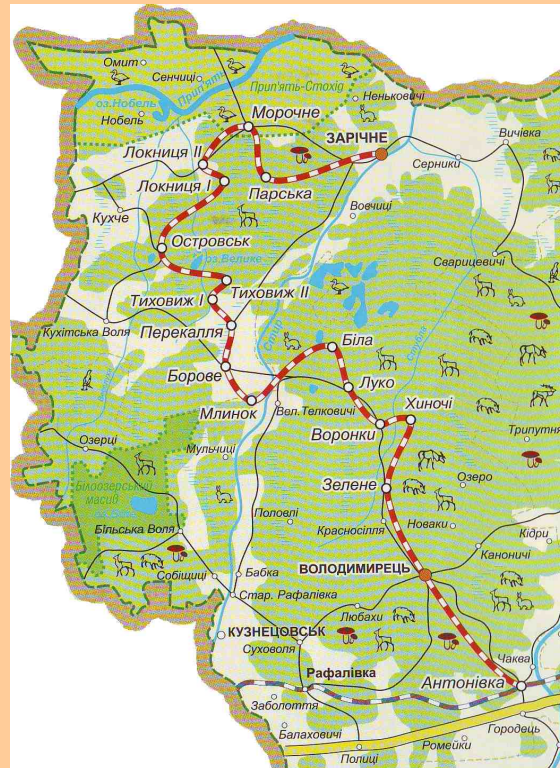 Омит
Сенчиці
Прип'ять
Прип'ять-Стохід
оз.Нобель
Нобель
Неньковичі
Морочне
ЗАРІЧНЕ
Вичівка
Локниця II
Серники
Локниця I
Парська
Вовчиці
Кухче
Островськ
оз.Велике
Сварицевичі
Тиховиж I
Тиховиж II
Кухітська Воля
Перекалля
Стир
Біла
Стубла
Борове
Луко
Млинок
Вел.Телковичі
Хиночі
Воронки
Озерці
Мульчиці
Трипутня
Білоозерський
масив
Зелене
Озеро
Половлі
Більська Воля
Красносілля
Новаки
Кідри
Каноничі
Собіщиці
Бабка
ВОЛОДИМИРЕЦЬ
Стар. Рафалівка
Любахи
КУЗНЕЦОВСЬК
Суховоля
Чаква
Рафалівка
Антонівка
Заболоття
Городець
Балаховичі
Ромейки
Полиці